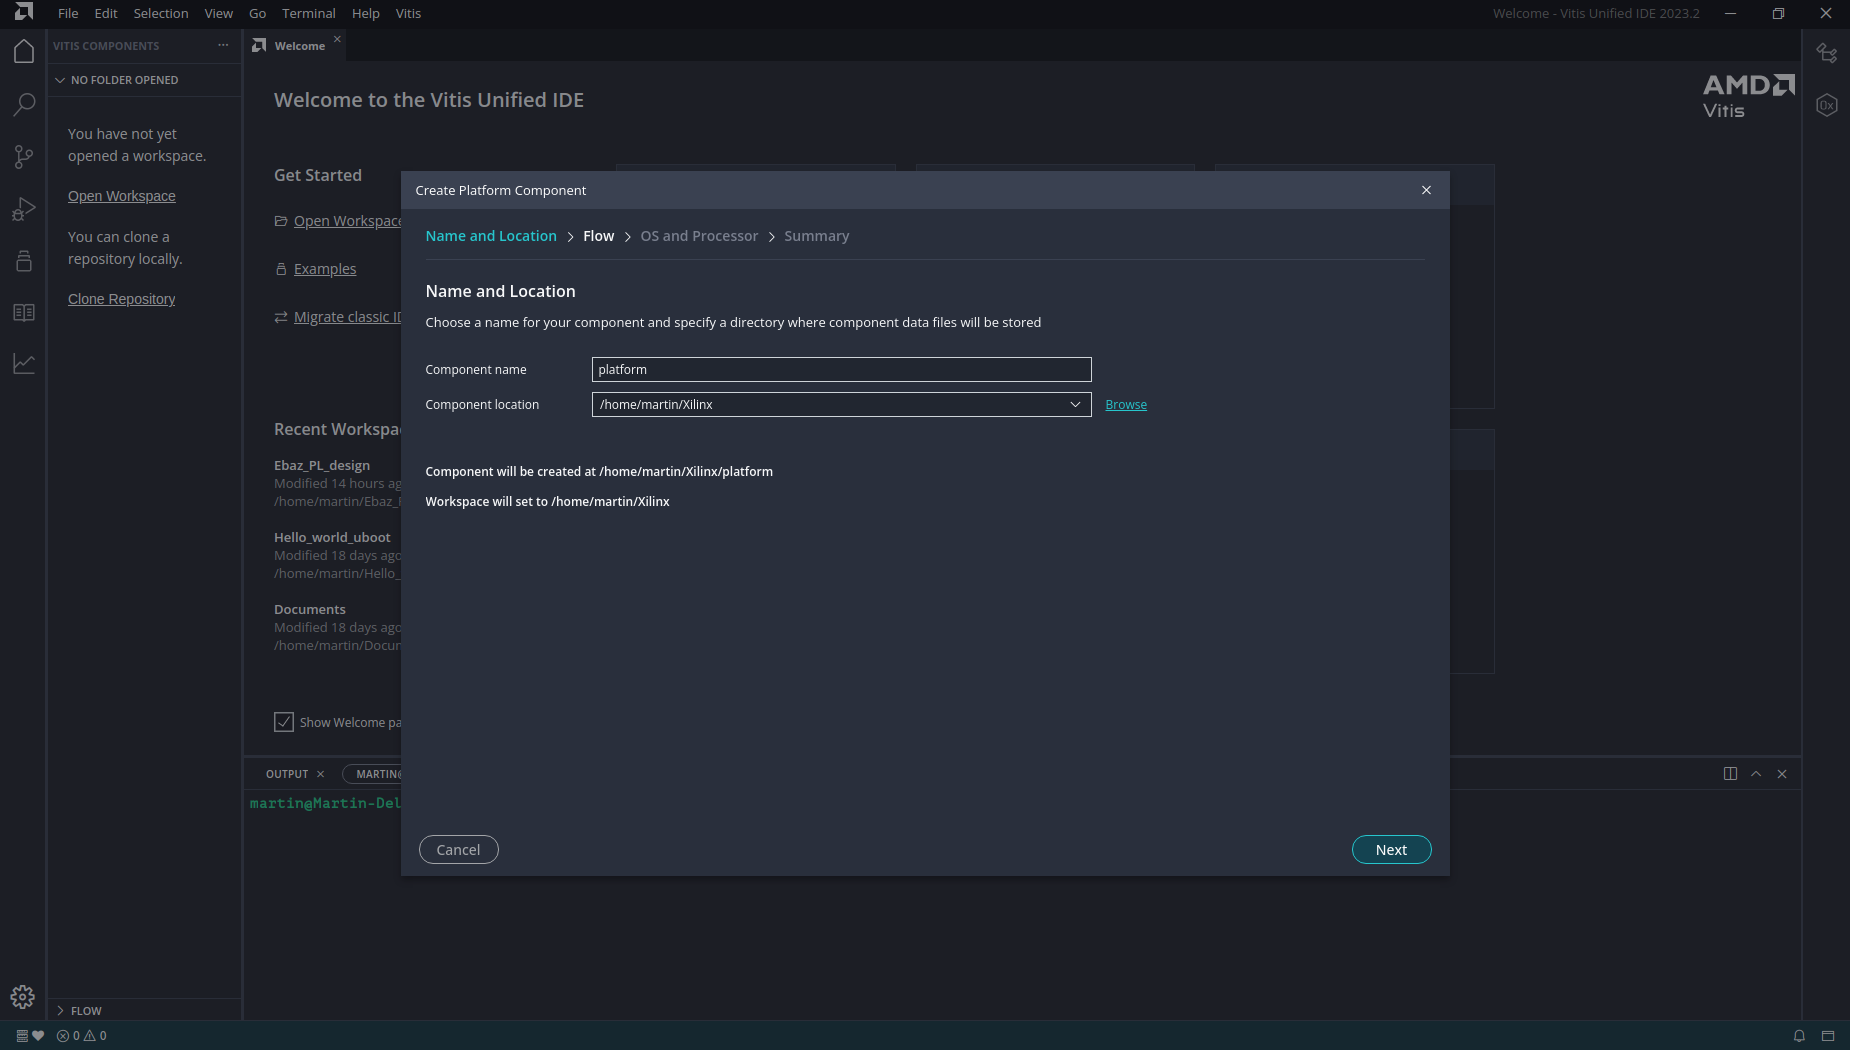 File Edit Selection View Go Terminal Help Vitis
Welcome - Vitis Unified IDE 2023.2
VITIS COMPONENTS
Welcome
NO FOLDER OPENED
You have not yet
opened a workspace.
Open Workspace
You can clone a
repository locally.
Clone Repository
FLOW
Welcome to the Vitis Unified IDE
AMD
Vitis
0x
Get Started
Open Workspace
Examples
Migrate classic
Recent
Ebaz_PL_design
Modified 14 hours
/home/martin/Ebaz_
Hello_world_uboot
Modified 18 days ago
/home/martin/Hello_
Documents
Modified 18 days ago
/home/martin/Docum
Show Welcome
Create Platform Component
Name and Location > Flow > OS and Processor > Summary
Name and Location
Choose a name for your component and specify a directory where component data files will be stored
Component name platform
Component location /home/martin/Xilinx Browse
Component will be created at /home/martin/Xilinx/platform
Workspace will set to /home/martin/Xilinx
Cancel Next
OUTPUT MARTIN@
martin@Martin-Del
0 0